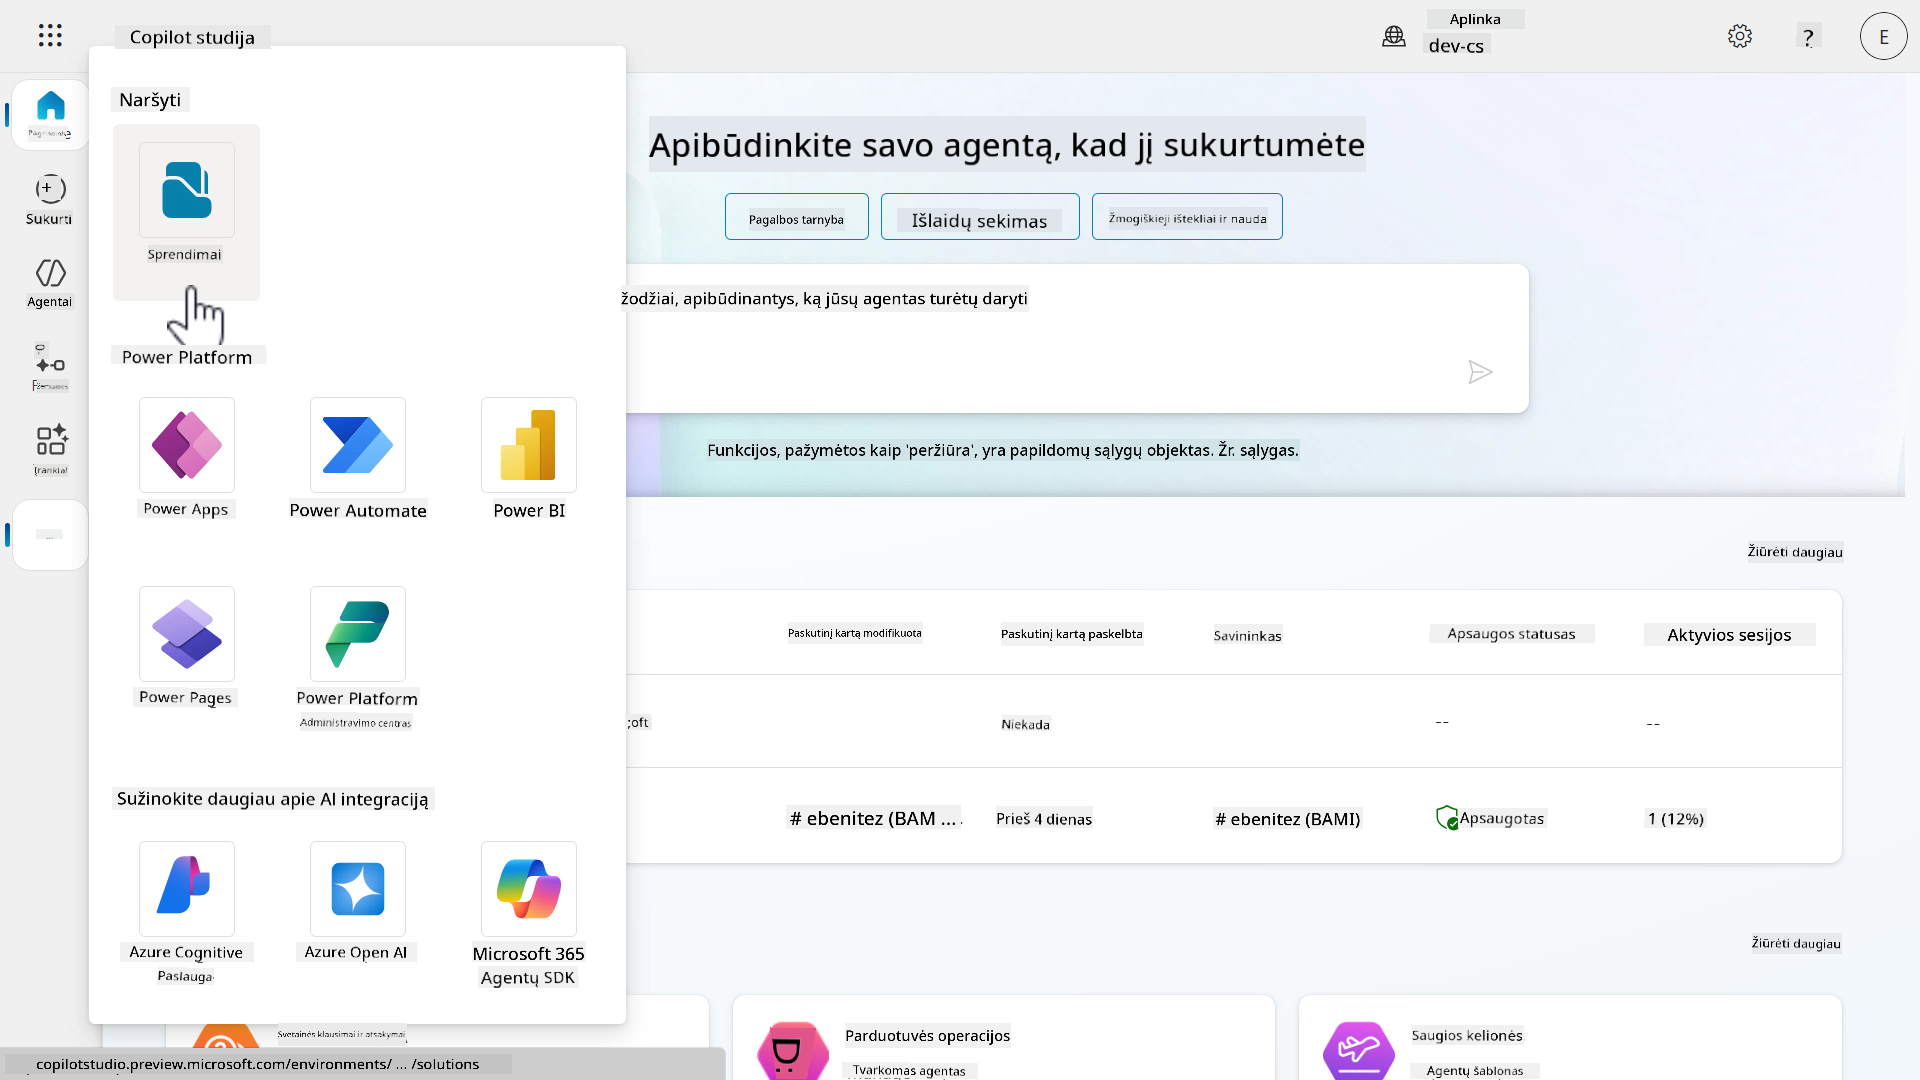 Copilot studija
Aplinka
dev-cs
?
E
Naršyti
Sprendimai
Sukurti
Agentai
Įrankiai
...
Power Platform
Power Apps
Power Automate
Power BI
Power Pages
Power Platform
Administravimo centras
Sužinokite daugiau apie AI integraciją
Azure Cognitive
Paslauga
Azure Open AI
Microsoft 365
Agentų SDK
Apibūdinkite savo agentą, kad jį sukurtumėte
Pagalbos tarnyba
Išlaidų sekimas
Žmogiškieji ištekliai ir nauda
žodžiai, apibūdinantys, ką jūsų agentas turėtų daryti
Funkcijos, pažymėtos kaip 'peržiūra', yra papildomų sąlygų objektas. Žr. sąlygas.
Žiūrėti daugiau
Paskutinį kartą modifikuota
Paskutinį kartą paskelbta
Savininkas
Apsaugos statusas
Aktyvios sesijos
;oft
Niekada
--
--
# ebenitez (BAM ... .
Prieš 4 dienas
# ebenitez (BAMI)
Apsaugotas
1 (12%)
Žiūrėti daugiau
Svetainės klausimai ir atsakymai
Parduotuvės operacijos
Tvarkomas agentas
Saugios kelionės
Agentų šablonas
copilotstudio.preview.microsoft.com/environments/ ... /solutions